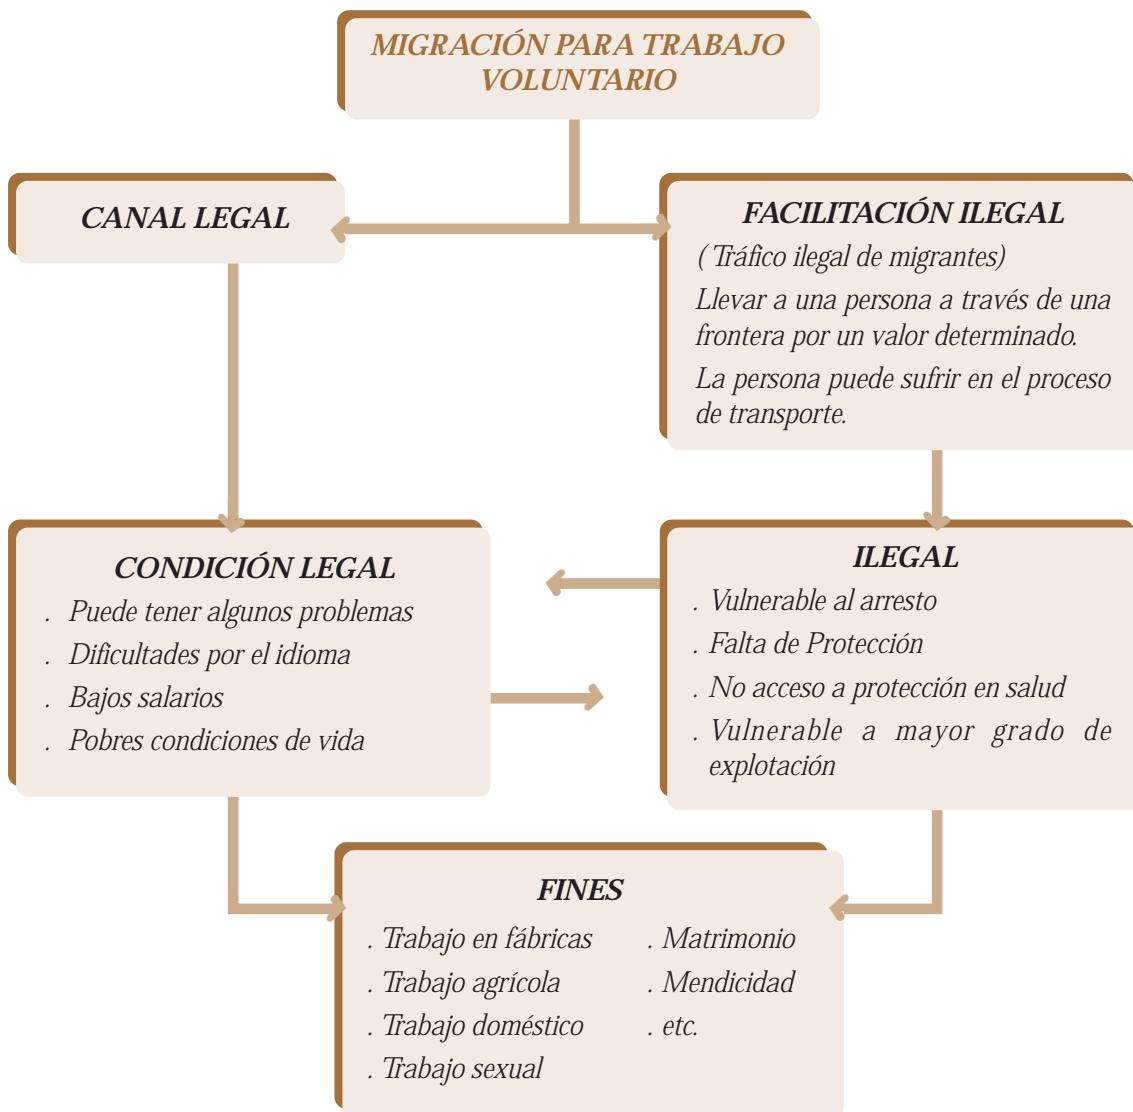 MIGRACIÓN PARA TRABAJO
VOLUNTARIO
CANAL LEGAL
FACILITACIÓN ILEGAL
( Tráfico ilegal de migrantes)
Llevar a una persona a través de una
frontera por un valor determinado.
La persona puede sufrir en el proceso
de transporte.
CONDICIÓN LEGAL
. Puede tener algunos problemas
. Dificultades por el idioma
. Bajos salarios
. Pobres condiciones de vida
ILEGAL
. Vulnerable al arresto
. Falta de Protección
. No acceso a protección en salud
. Vulnerable a mayor grado de
explotación
FINES
. Trabajo en fábricas
. Trabajo agrícola
. Trabajo doméstico
. Trabajo sexual
. Matrimonio
. Mendicidad
. etc.